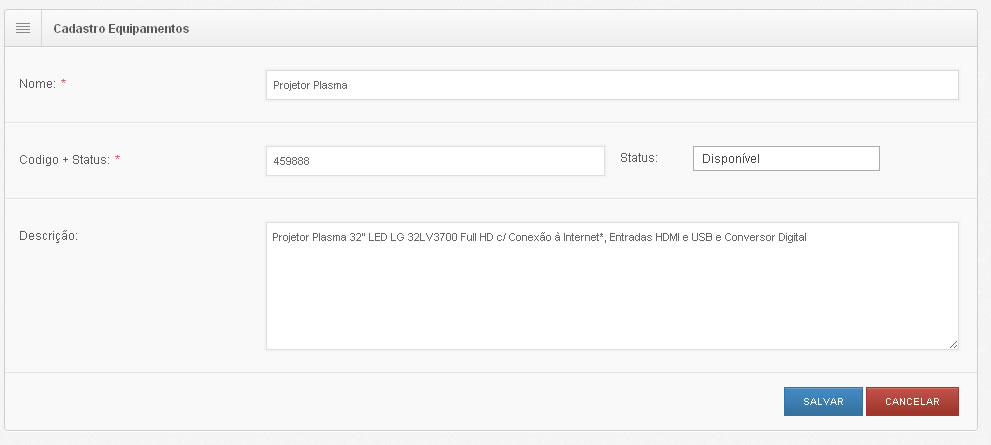 Cadastro Equipamentos
Nome: *
Projetor Plasma
Codigo + Status: *
459888
Status:
Disponível
Descrição:
Projetor Plasma 32" LED LG 32LV3700 Full HD c/ Conexão à Internet*, Entradas HDMI e USB e Conversor Digital
SALVAR
CANCELAR